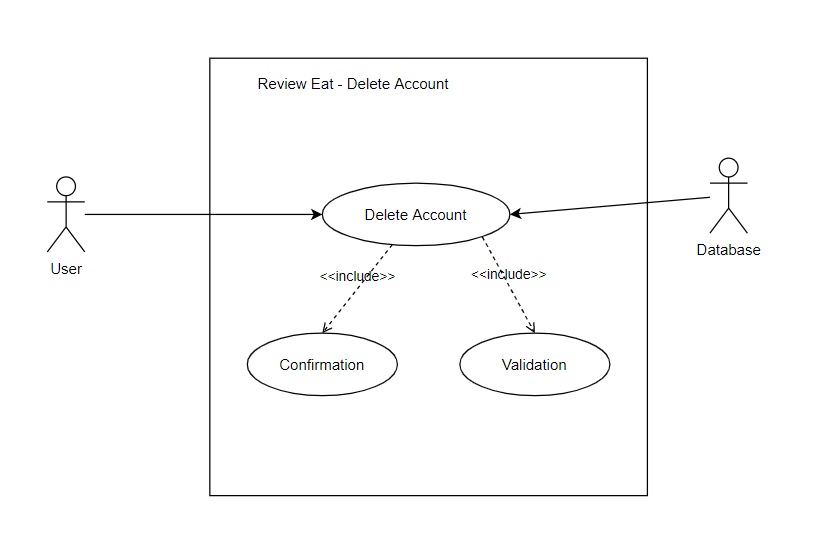 Review Eat - Delete Account
Delete Account
User
Database
<<include>>
<<include>>
Confirmation
Validation